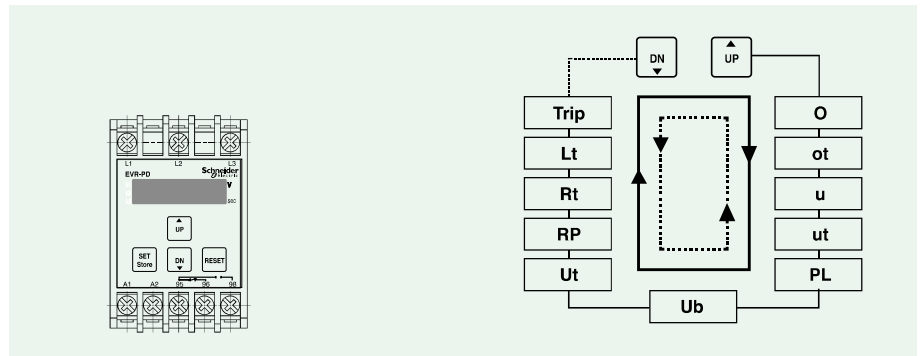 L1 L2 L3
EVR-PD Schneider
Electric
V
sec
UP
SET
Store
DN
RESET
A1 A2 95 96 98
DN
UP
Trip
Lt
Rt
RP
Ut
Ub
O
ot
u
ut
PL